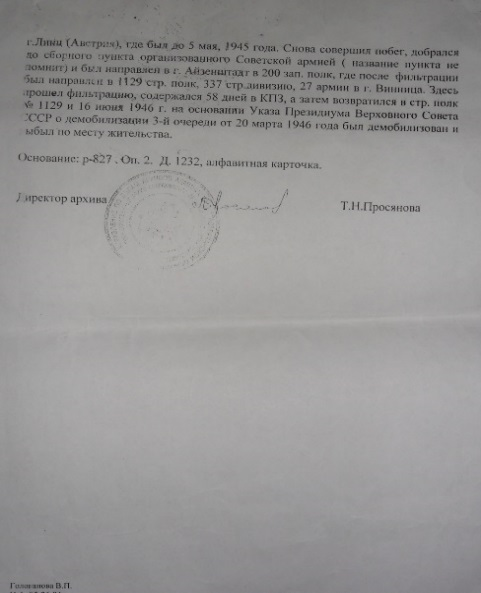 г.Линц (Австрия), где был до 5 мая, 1945 года. Снова совершил побег, добрался
до сборного пункта организованного Советской армией ( название пункта не
помнит) и был направлен в г. Айзенштадт в 200 зап. полк, где после фильтрации
был направлен в 1129 стр. полк, 337 стр.дивизию, 27 армии в г. Винница. Здесь
прошел фильтрацию, содержался 58 дней в КПЗ, а затем возвратился в стр. полк
№ 1129 и 16 июня 1946 г. на основании Указа Президиума Верховного Совета
СССР о демобилизации 3-й очереди от 20 марта 1946 года был демобилизован и
выбыл по месту жительства.
Основание: р-827 . Оп. 2. Д. 1232, алфавитная карточка.
Директор архива
Т.Н.Просянова
В.П.